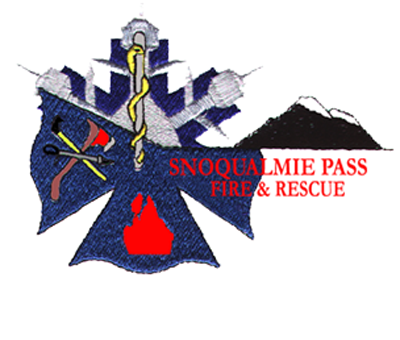 SNOQUALMIE PASS
FIRE & RESCUE